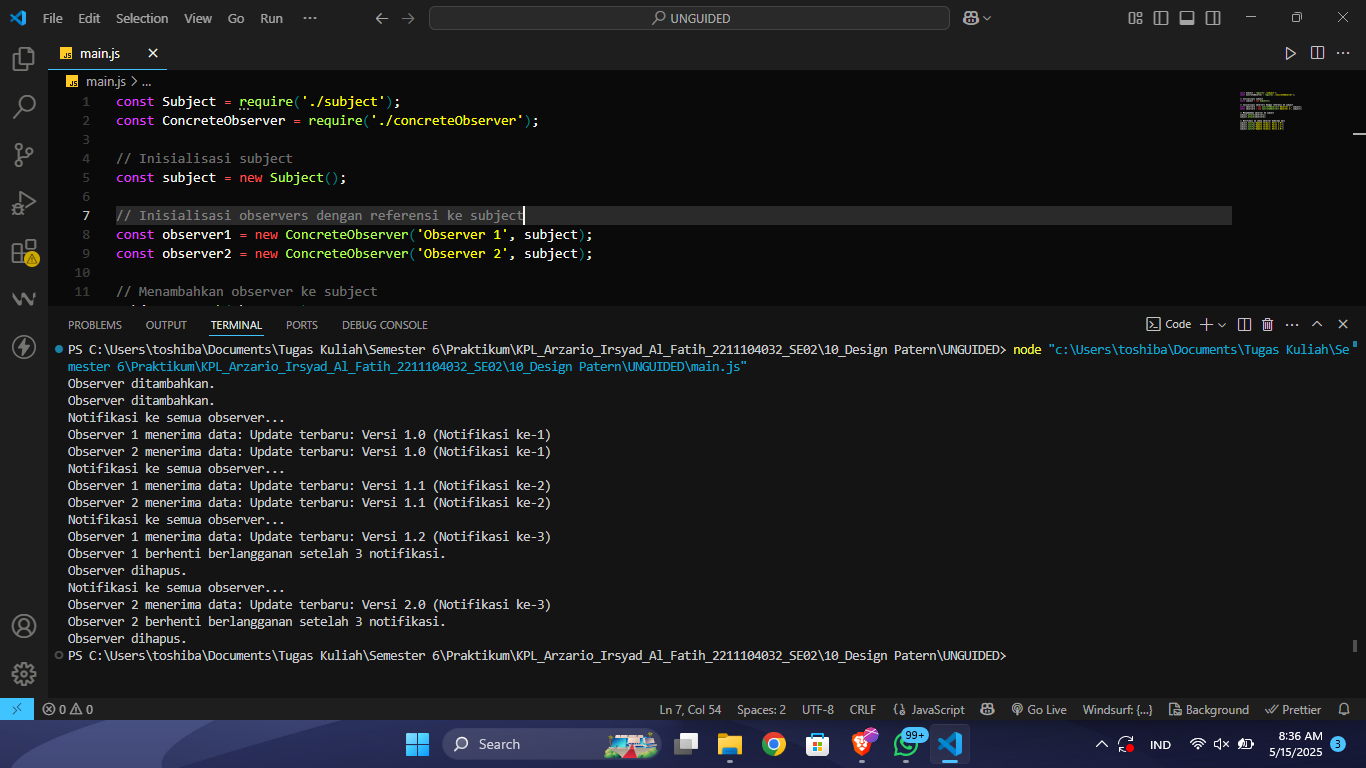 File Edit Selection View Go Run ··· UNGUIDED
JS main.js
JS main.js > ...
1 const Subject = require('./subject');
2 const ConcreteObserver = require('./concreteObserver');
3
4 // Inisialisasi subject
5 const subject = new Subject();
6
7 // Inisialisasi observers dengan referensi ke subject
8 const observer1 = new ConcreteObserver('Observer 1', subject);
9 const observer2 = new ConcreteObserver('Observer 2', subject);
10
11 // Menambahkan observer ke subject
PROBLEMS OUTPUT TERMINAL PORTS DEBUG CONSOLE Code
PS C:\Users\toshiba\Documents\Tugas Kuliah\Semester 6\Praktikum\KPL_Arzario_Irsyad_Al_Fatih_2211104032_SE02\10_Design Patern\UNGUIDED> node "c:\Users\toshiba\Documents\Tugas Kuliah\Se
mester 6\Praktikum\KPL_Arzario_Irsyad_Al_Fatih_2211104032_SE02\10_Design Patern\UNGUIDED\main.js"
Observer ditambahkan.
Observer ditambahkan.
Notifikasi ke semua observer...
Observer 1 menerima data: Update terbaru: Versi 1.0 (Notifikasi ke-1)
Observer 2 menerima data: Update terbaru: Versi 1.0 (Notifikasi ke-1)
Notifikasi ke semua observer...
Observer 1 menerima data: Update terbaru: Versi 1.1 (Notifikasi ke-2)
Observer 2 menerima data: Update terbaru: Versi 1.1 (Notifikasi ke-2)
Notifikasi ke semua observer...
Observer 1 menerima data: Update terbaru: Versi 1.2 (Notifikasi ke-3)
Observer 1 berhenti berlangganan setelah 3 notifikasi.
Observer dihapus.
Notifikasi ke semua observer...
Observer 2 menerima data: Update terbaru: Versi 2.0 (Notifikasi ke-3)
Observer 2 berhenti berlangganan setelah 3 notifikasi.
Observer dihapus.
PS C:\Users\toshiba\Documents\Tugas Kuliah\Semester 6\Praktikum\KPL_Arzario_Irsyad_Al_Fatih_2211104032_SE02\10_Design Patern\UNGUIDED>
0 0 Ln 7, Col 54 Spaces: 2 UTF-8 CRLF {} JavaScript Go Live Windsurf: {...} Background Prettier
Search 99+ IND 8:36 AM
5/15/2025 3